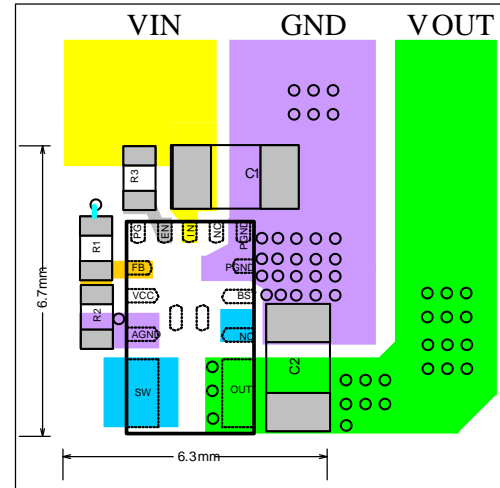 VIN GND VOUT
R3 C1
PG EN IN NC PGND
R1 FB PGND
VCC BST
R2
AGND NC
C2
SW OUT
6.7mm
6.3mm